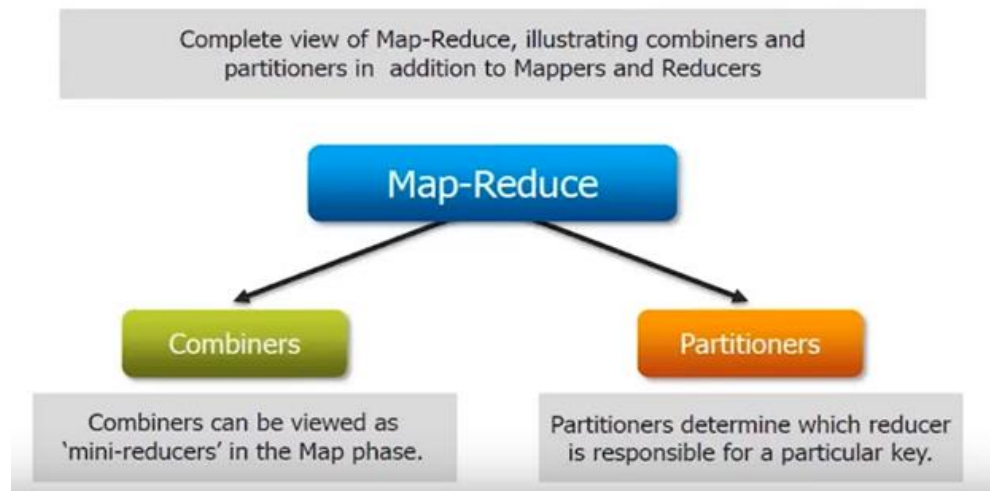 Complete view of Map-Reduce, illustrating combiners and
partitioners in addition to Mappers and Reducers
Map-Reduce
Combiners
Partitioners
Combiners can be viewed as
‘mini-reducers’ in the Map phase.
Partitioners determine which reducer
is responsible for a particular key.